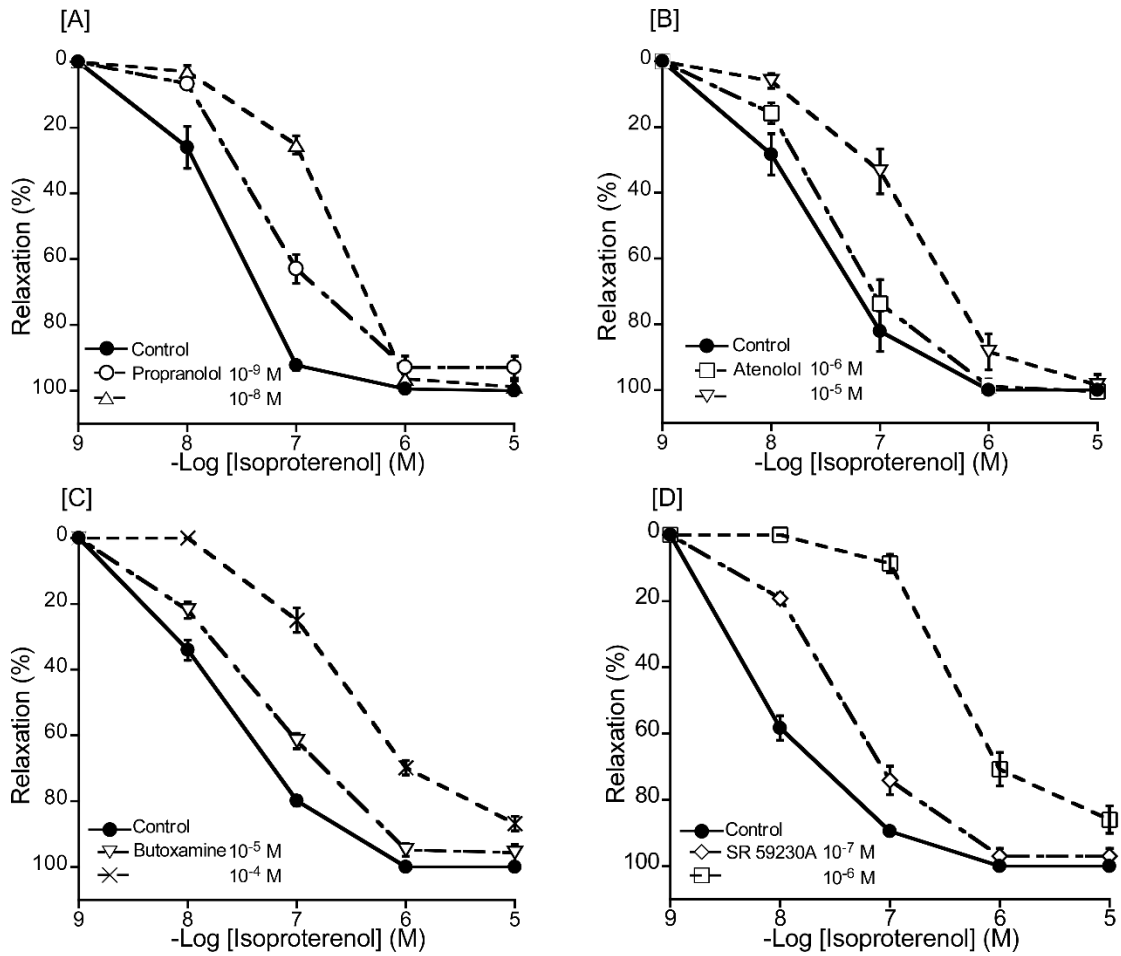 [A]
0
20
40
60
80
100
Relaxation (%)
Control
Propranolol 10⁻⁹ M
10⁻⁸ M
9 8 7 6 5
-Log [Isoproterenol] (M)
[B]
0
20
40
60
80
100
Relaxation (%)
Control
Atenolol 10⁻⁶ M
10⁻⁵ M
9 8 7 6 5
-Log [Isoproterenol] (M)
[C]
0
20
40
60
80
100
Relaxation (%)
Control
Butoxamine 10⁻⁵ M
10⁻⁴ M
9 8 7 6 5
-Log [Isoproterenol] (M)
[D]
0
20
40
60
80
100
Relaxation (%)
Control
SR 59230A 10⁻⁷ M
10⁻⁶ M
9 8 7 6 5
-Log [Isoproterenol] (M)